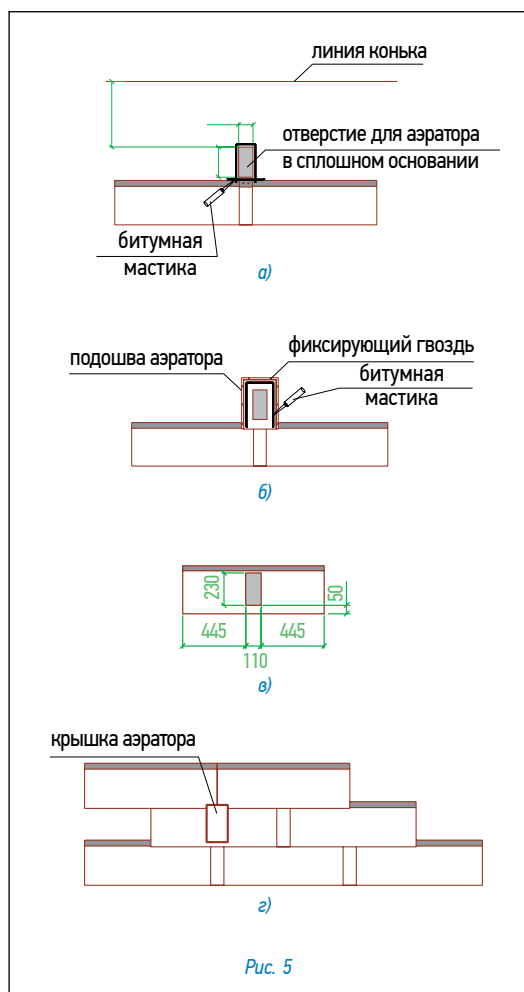 линия конька
отверстие для аэратора
в сплошном основании
битумная
мастика
а)
фиксирующий гвоздь
подошва аэратора
битумная
мастика
б)
230
50
445
445
110
в)
крышка аэратора
г)
Рис. 5